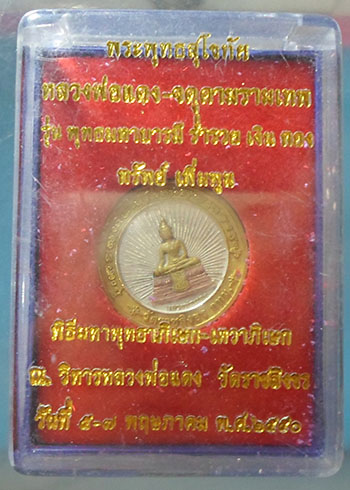 พระพุทธสุโจทัค
หลวงพ่อแดง-จตุคามรามเทพ
รุ่น พุทธมหาบารมี ร่ำรวย เงิน ทอง
ทรัพย์ เพิ่มพูน
พิธีมหาพุทธาภิเษก-เทวาภิเษก
ณ. วิหารหลวงพ่อแดง วัดราชสิงขร
วันที่ ๕-๗ พฤษภาคม พ.ศ.๒๕๕๐